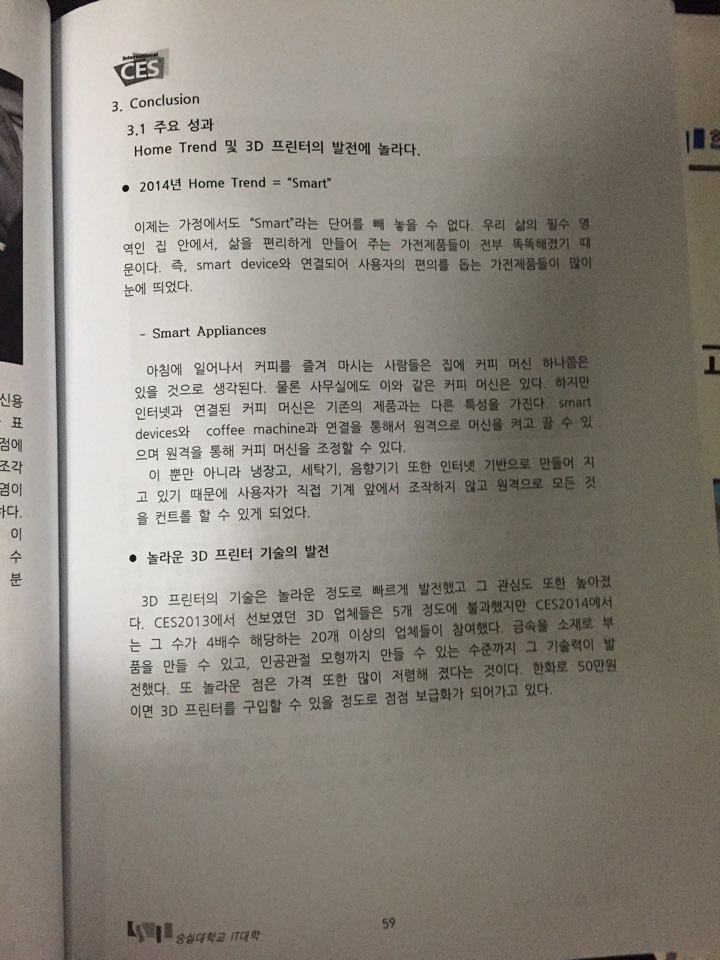 International
CES
3. Conclusion
3.1 주요 성과
Home Trend 및 3D 프린터의 발전에 놀라다.
● 2014년 Home Trend = “Smart”
이제는 가정에서도 “Smart”라는 단어를 빼 놓을 수 없다. 우리 삶의 필수 영
역인 집 안에서, 삶을 편리하게 만들어 주는 가전제품들이 전부 똑똑해졌기 때
문이다. 즉, smart device와 연결되어 사용자의 편의를 돕는 가전제품들이 많이
눈에 띄었다.
- Smart Appliances
아침에 일어나서 커피를 즐겨 마시는 사람들은 집에 커피 머신 하나쯤은
있을 것으로 생각된다. 물론 사무실에도 이와 같은 커피 머신은 있다. 하지만
인터넷과 연결된 커피 머신은 기존의 제품과는 다른 특성을 가진다. smart
devices와 coffee machine과 연결을 통해서 원격으로 머신을 켜고 끌 수 있
으며 원격을 통해 커피 머신을 조정할 수 있다.
이 뿐만 아니라 냉장고, 세탁기, 음향기기 또한 인터넷 기반으로 만들어 지
고 있기 때문에 사용자가 직접 기계 앞에서 조작하지 않고 원격으로 모든 것
을 컨트롤 할 수 있게 되었다.
● 놀라운 3D 프린터 기술의 발전
3D 프린터의 기술은 놀라운 정도로 빠르게 발전했고 그 관심도 또한 높아졌
다. CES2013에서 선보였던 3D 업체들은 5개 정도에 불과했지만 CES2014에서
는 그 수가 4배수 해당하는 20개 이상의 업체들이 참여했다. 금속을 소재로 부
품을 만들 수 있고, 인공관절 모형까지 만들 수 있는 수준까지 그 기술력이 발
전했다. 또 놀라운 점은 가격 또한 많이 저렴해 졌다는 것이다. 한화로 50만원
이면 3D 프린터를 구입할 수 있을 정도로 점점 보급화가 되어가고 있다.
숭실대학교 IT대학
59
신용
표
점에
조각
염이
하다.
이
수
분